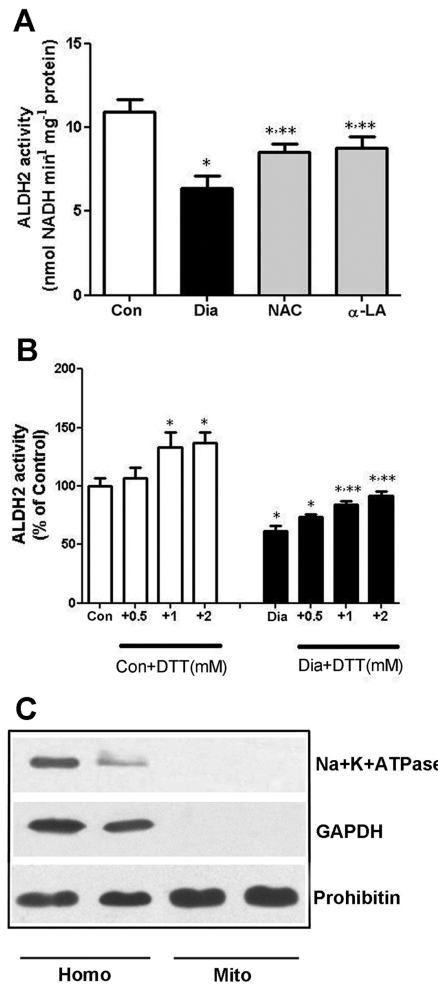 A
ALDH2 activity
(nmol NADH min¹ mg⁻¹ protein)
15
10
5
0
*
*,**
*,**
Con Dia NAC α-LA
B
ALDH2 activity
(% of Control)
200
150
100
50
0
* *
* * *,** *,**
Con +0.5 +1 +2 Dia +0.5 +1 +2
Con+DTT(mM) Dia+DTT(mM)
C
Na+K+ATPase
GAPDH
Prohibitin
Homo Mito